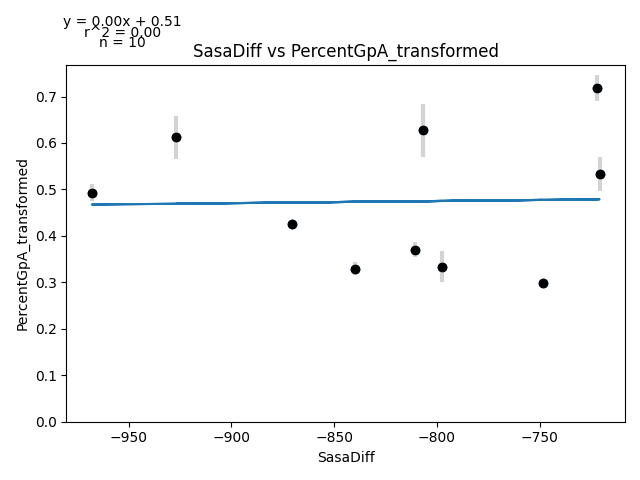 y = 0.00x + 0.51
r^2 = 0.00
n = 10
SasaDiff vs PercentGpA_transformed
PercentGpA_transformed
0.7
0.6
0.5
0.4
0.3
0.2
0.1
0.0
−950 −900 −850 −800 −750
SasaDiff